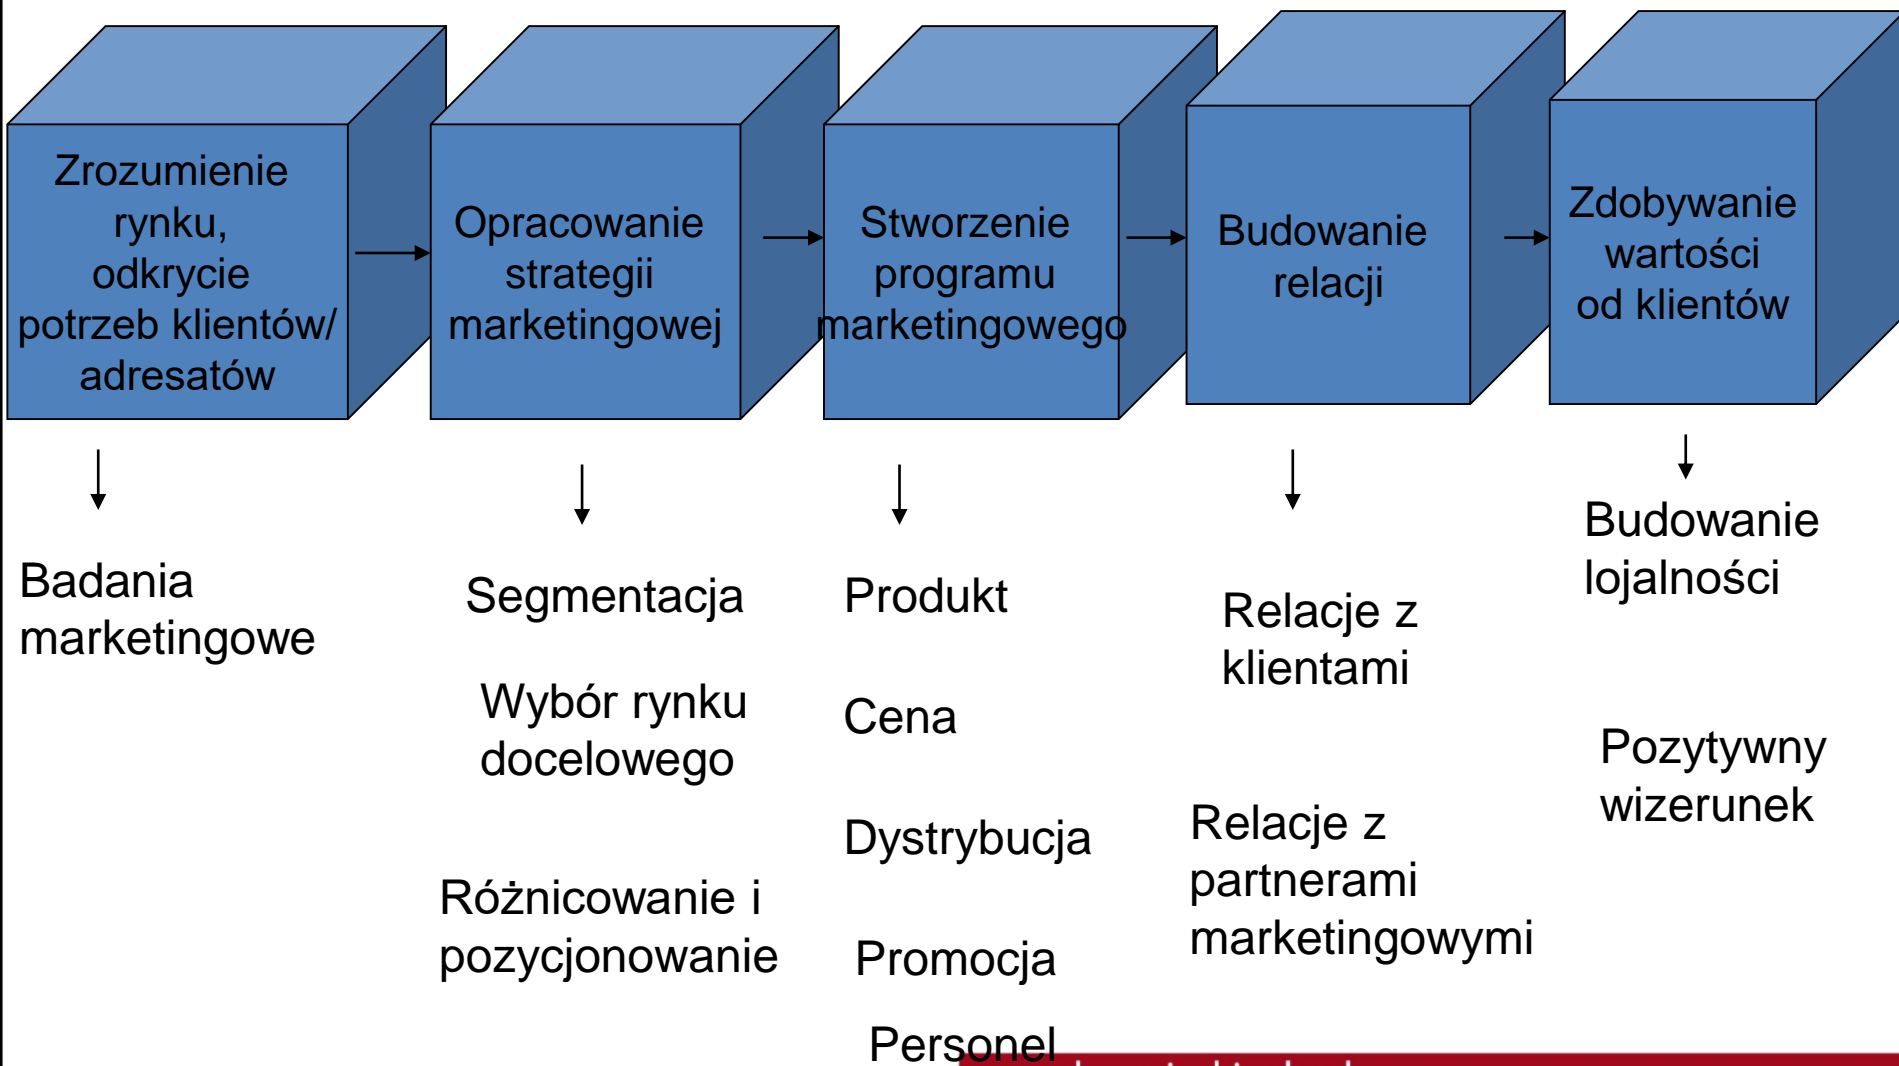 Zrozumienie
rynku,
odkrycie
potrzeb klientów/
adresatów
Opracowanie
strategii
marketingowej
Stworzenie
programu
marketingowego
Budowanie
relacji
Zdobywanie
wartości
od klientów
Badania
marketingowe
Segmentacja
Wybór rynku
docelowego
Różnicowanie i
pozycjonowanie
Produkt
Cena
Dystrybucja
Promocja
Personel
Relacje z
klientami
Relacje z
partnerami
marketingowymi
Budowanie
lojalności
Pozytywny
wizerunek